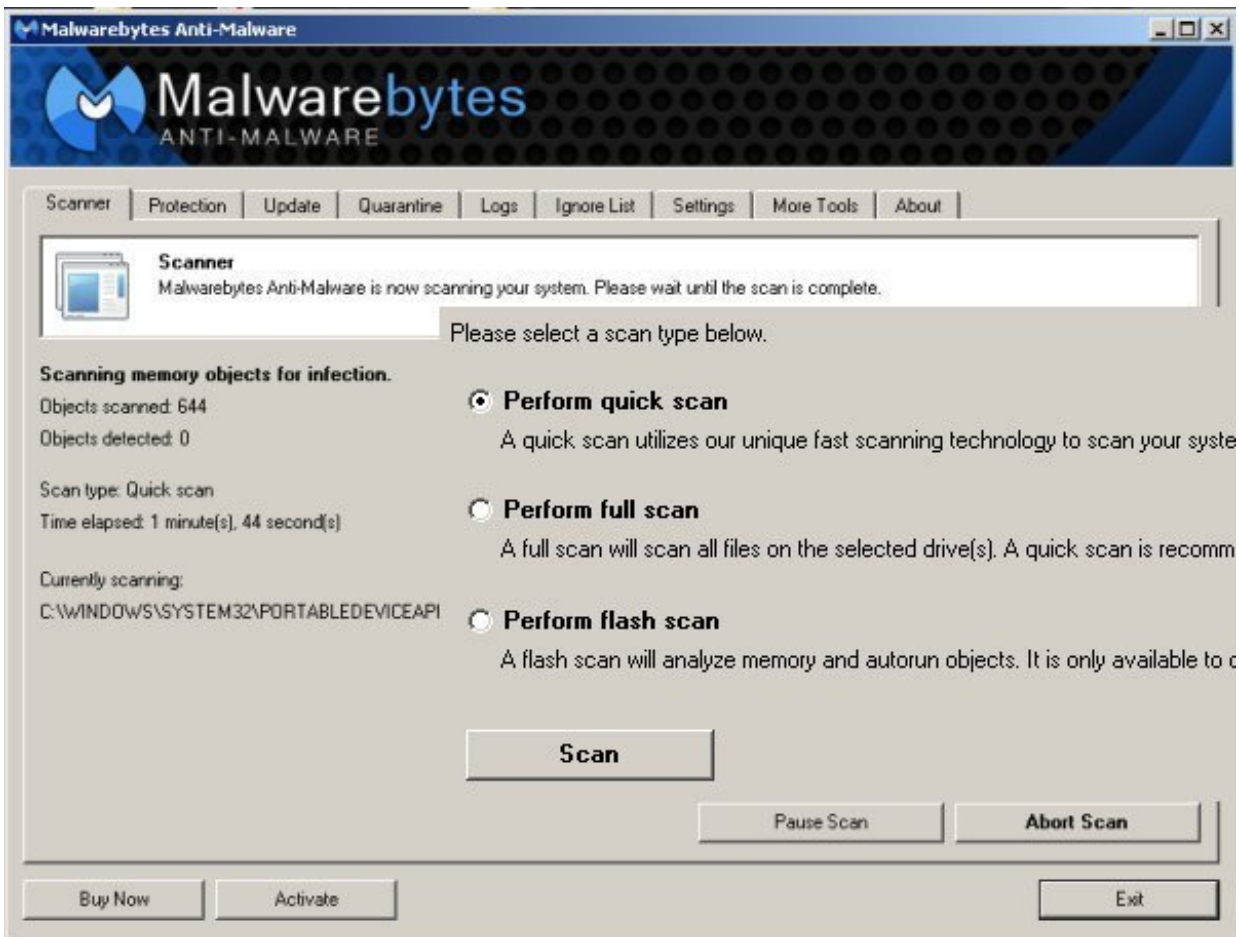 Malwarebytes Anti-Malware
Malwarebytes
ANTI-MALWARE
Scanner Protection Update Quarantine Logs Ignore List Settings More Tools About
Scanner
Malwarebytes Anti-Malware is now scanning your system. Please wait until the scan is complete.
Please select a scan type below.
Scanning memory objects for infection.
Objects scanned: 644
Objects detected: 0
Scan type: Quick scan
Time elapsed: 1 minute(s), 44 second(s)
Currently scanning:
C:\WINDOWS\SYSTEM32\PORTABLEDEVICEAPI
Perform quick scan
A quick scan utilizes our unique fast scanning technology to scan your syste
Perform full scan
A full scan will scan all files on the selected drive(s). A quick scan is recomm
Perform flash scan
A flash scan will analyze memory and autorun objects. It is only available to
Scan
Pause Scan Abort Scan
Buy Now Activate Exit